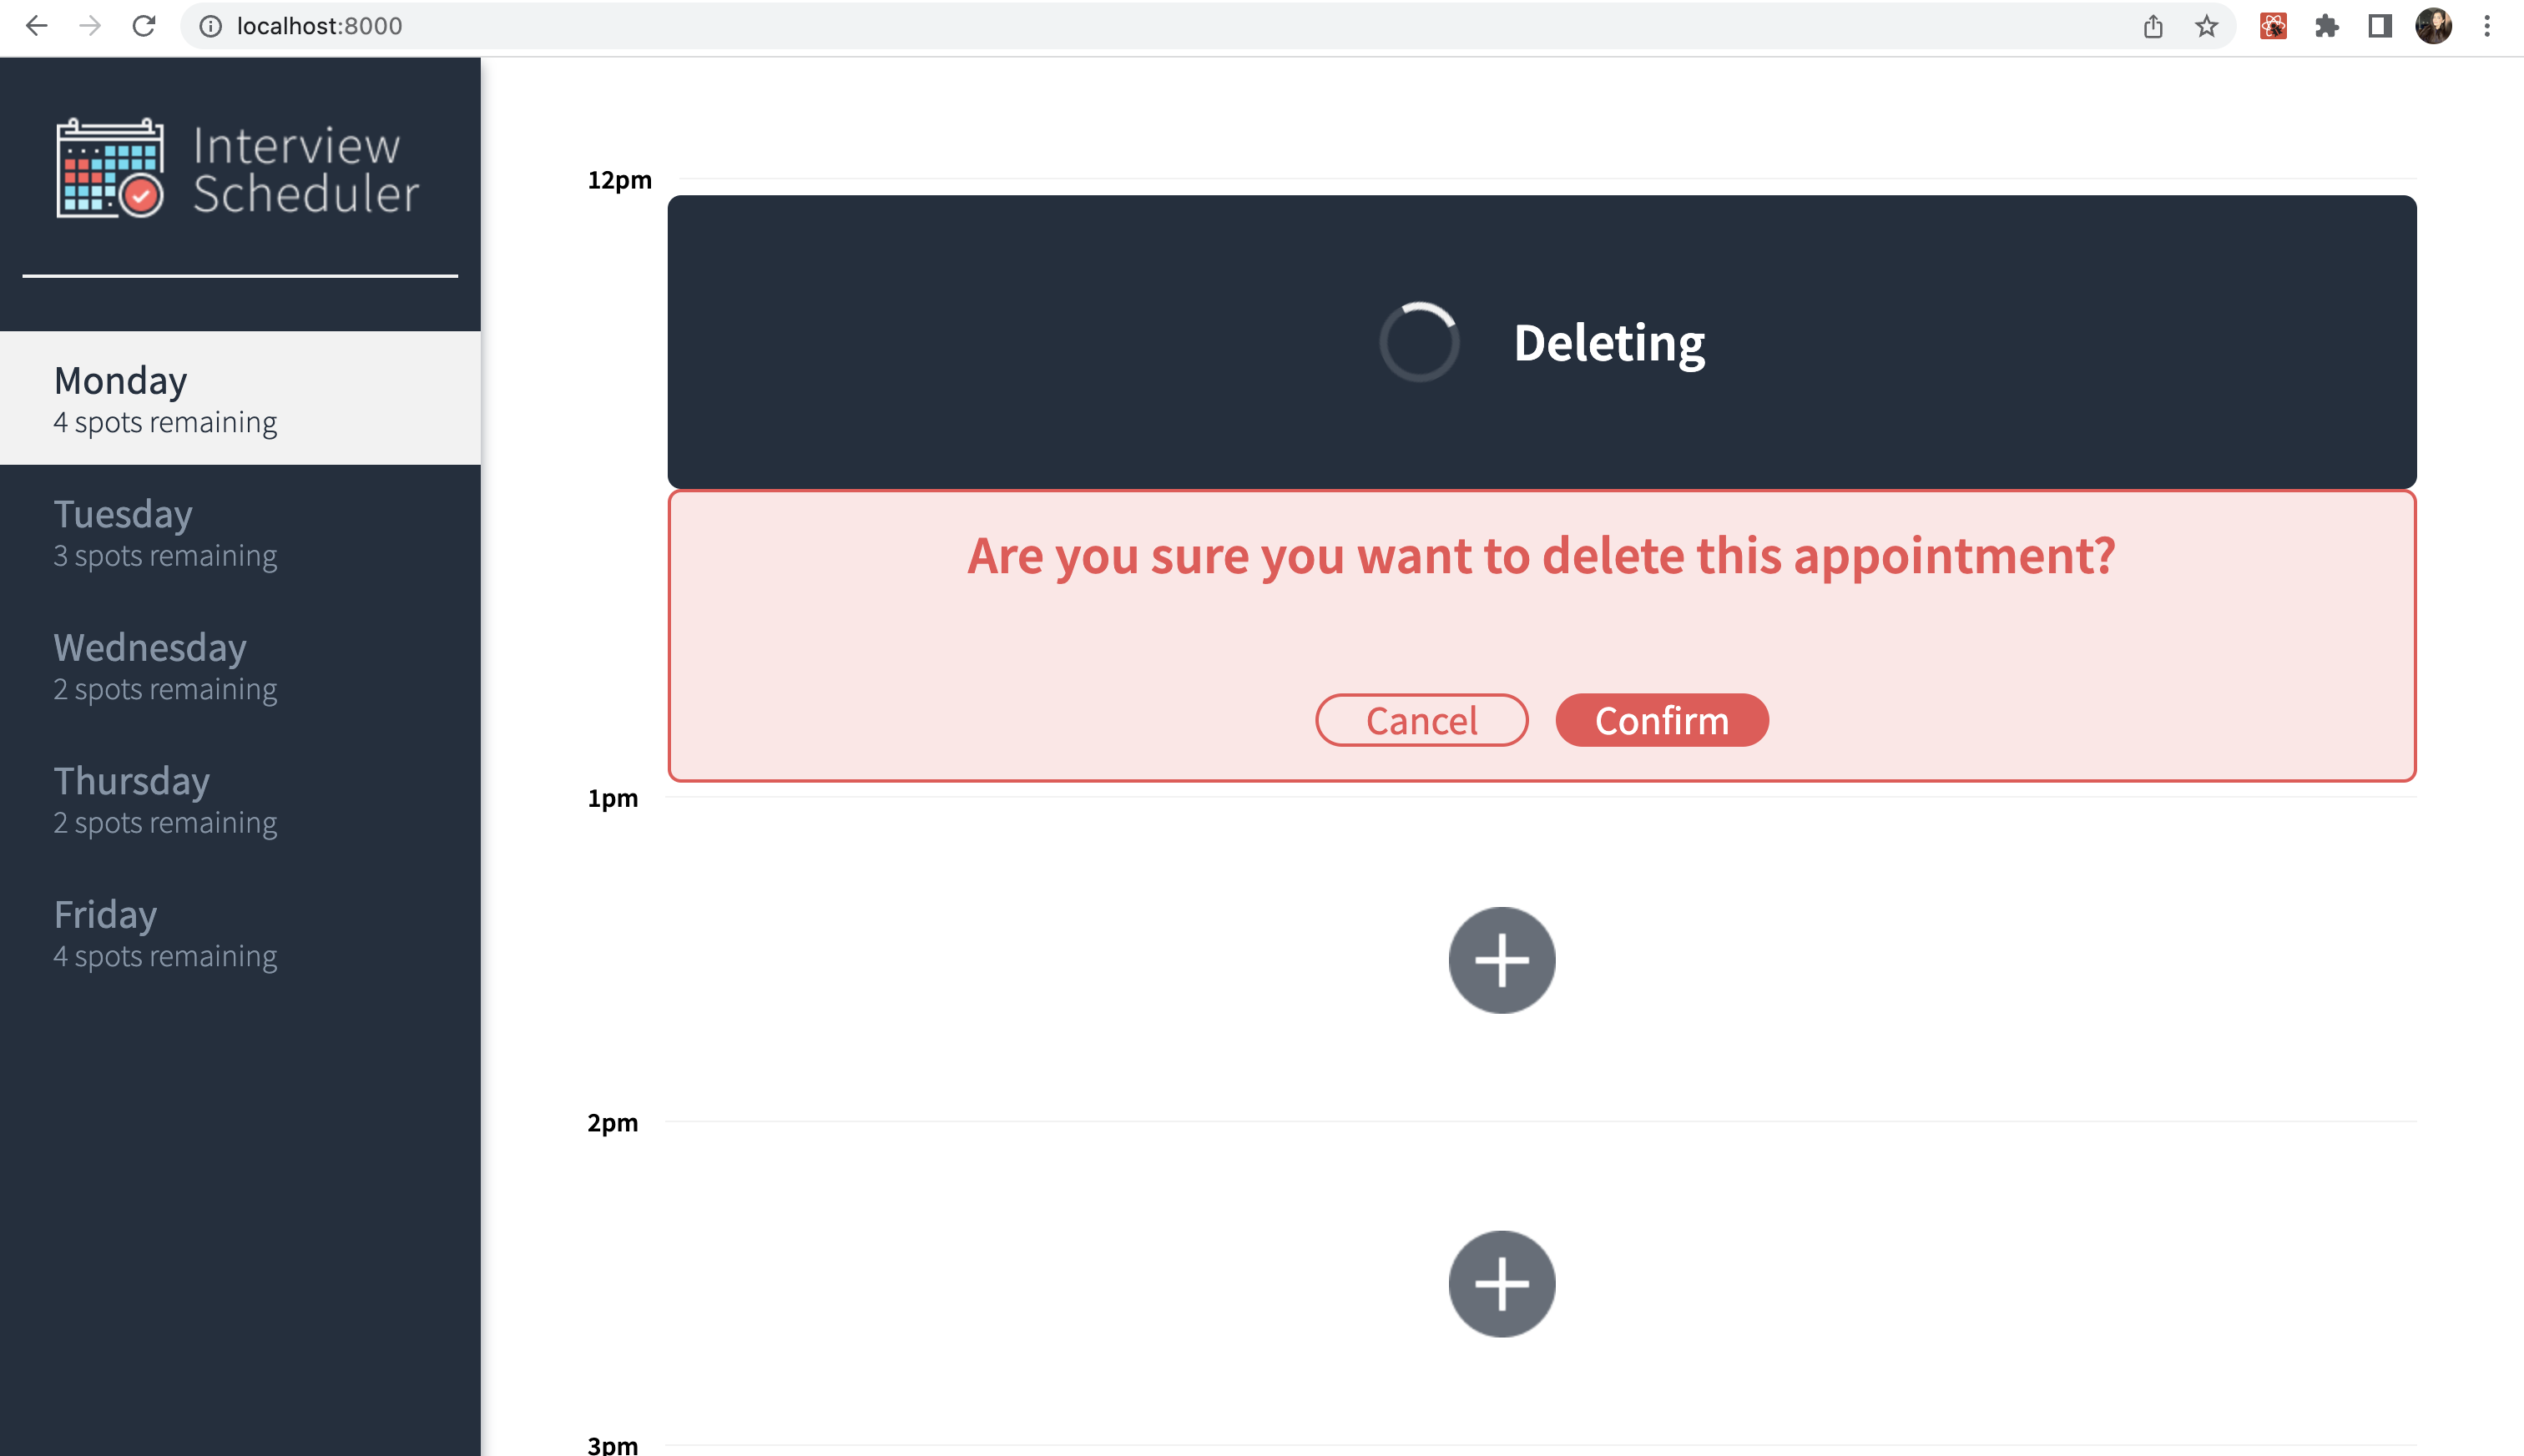 localhost:8000
Interview
Scheduler
Monday
4 spots remaining
Tuesday
3 spots remaining
Wednesday
2 spots remaining
Thursday
2 spots remaining
Friday
4 spots remaining
12pm
Deleting
Are you sure you want to delete this appointment?
Cancel Confirm
1pm
2pm
3pm